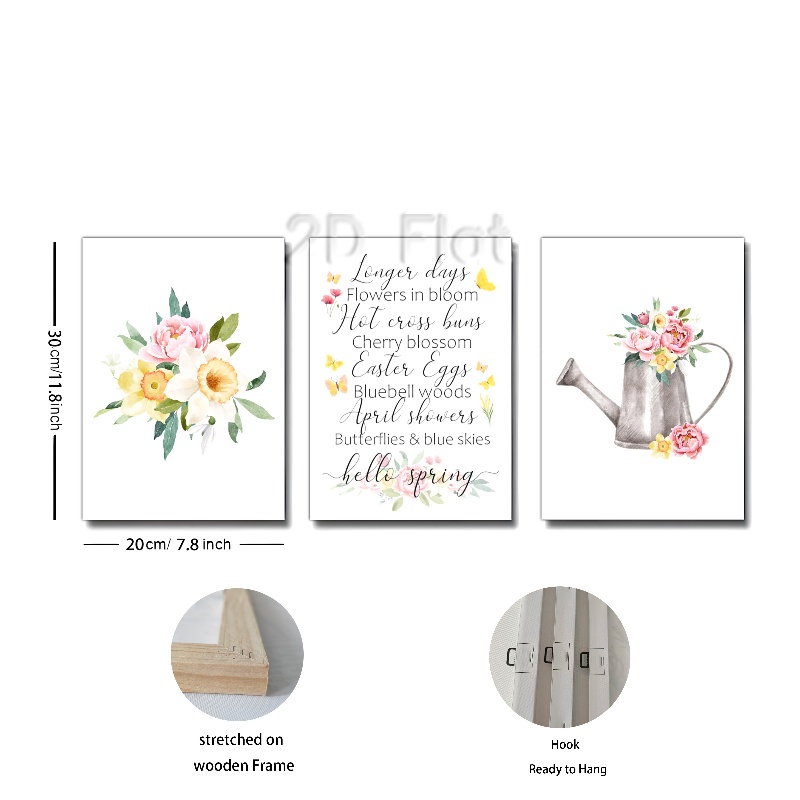 2D Flat
Longer days
Flowers in bloom
Hot cross buns
Cherry blossom
Easter Eggs
Bluebell woods
April showers
Butterflies & blue skies
hello spring
30cm/11.8inch
20cm/ 7.8 inch
stretched on
wooden Frame
Hook
Ready to Hang